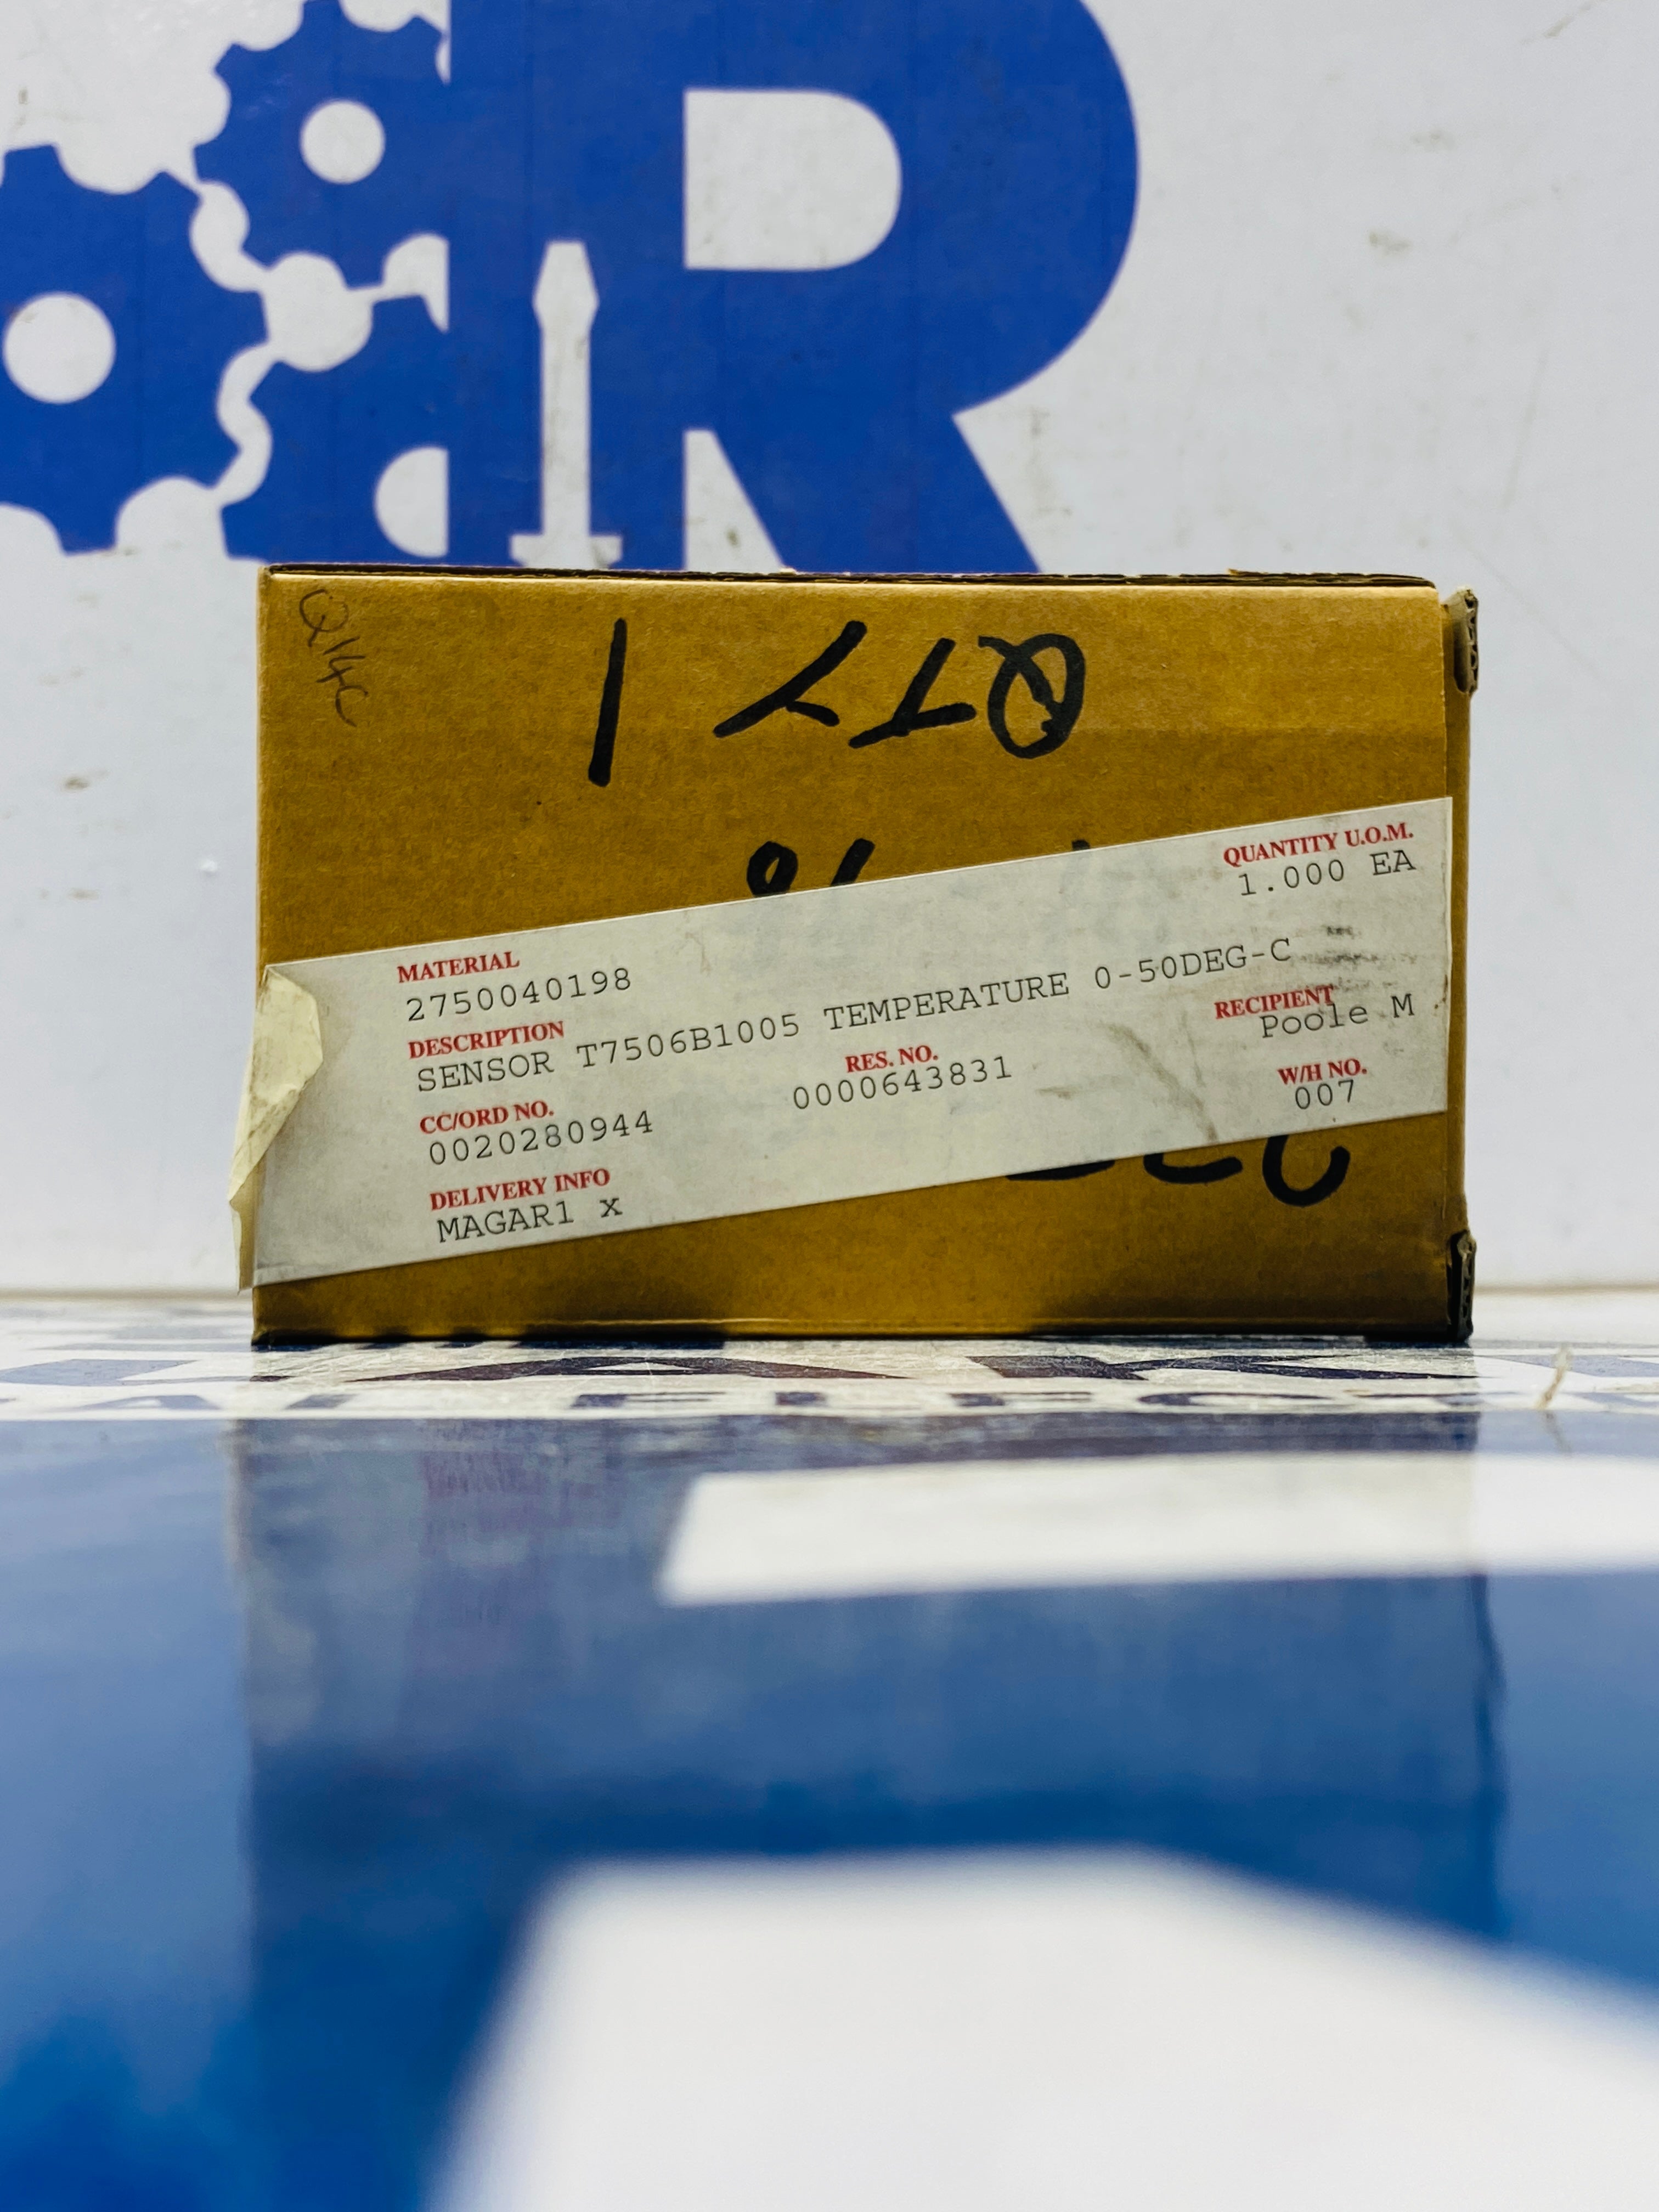 R
Q14C
QTY 1
QUANTITY U.O.M.
1.000 EA
MATERIAL
2750040198
DESCRIPTION
SENSOR T7506B1005 TEMPERATURE 0-50DEG-C
RECIPIENT
Poole M
CC/ORD NO.
0020280944
RES. NO.
0000643831
W/H NO.
007
DELIVERY INFO
MAGAR1 x